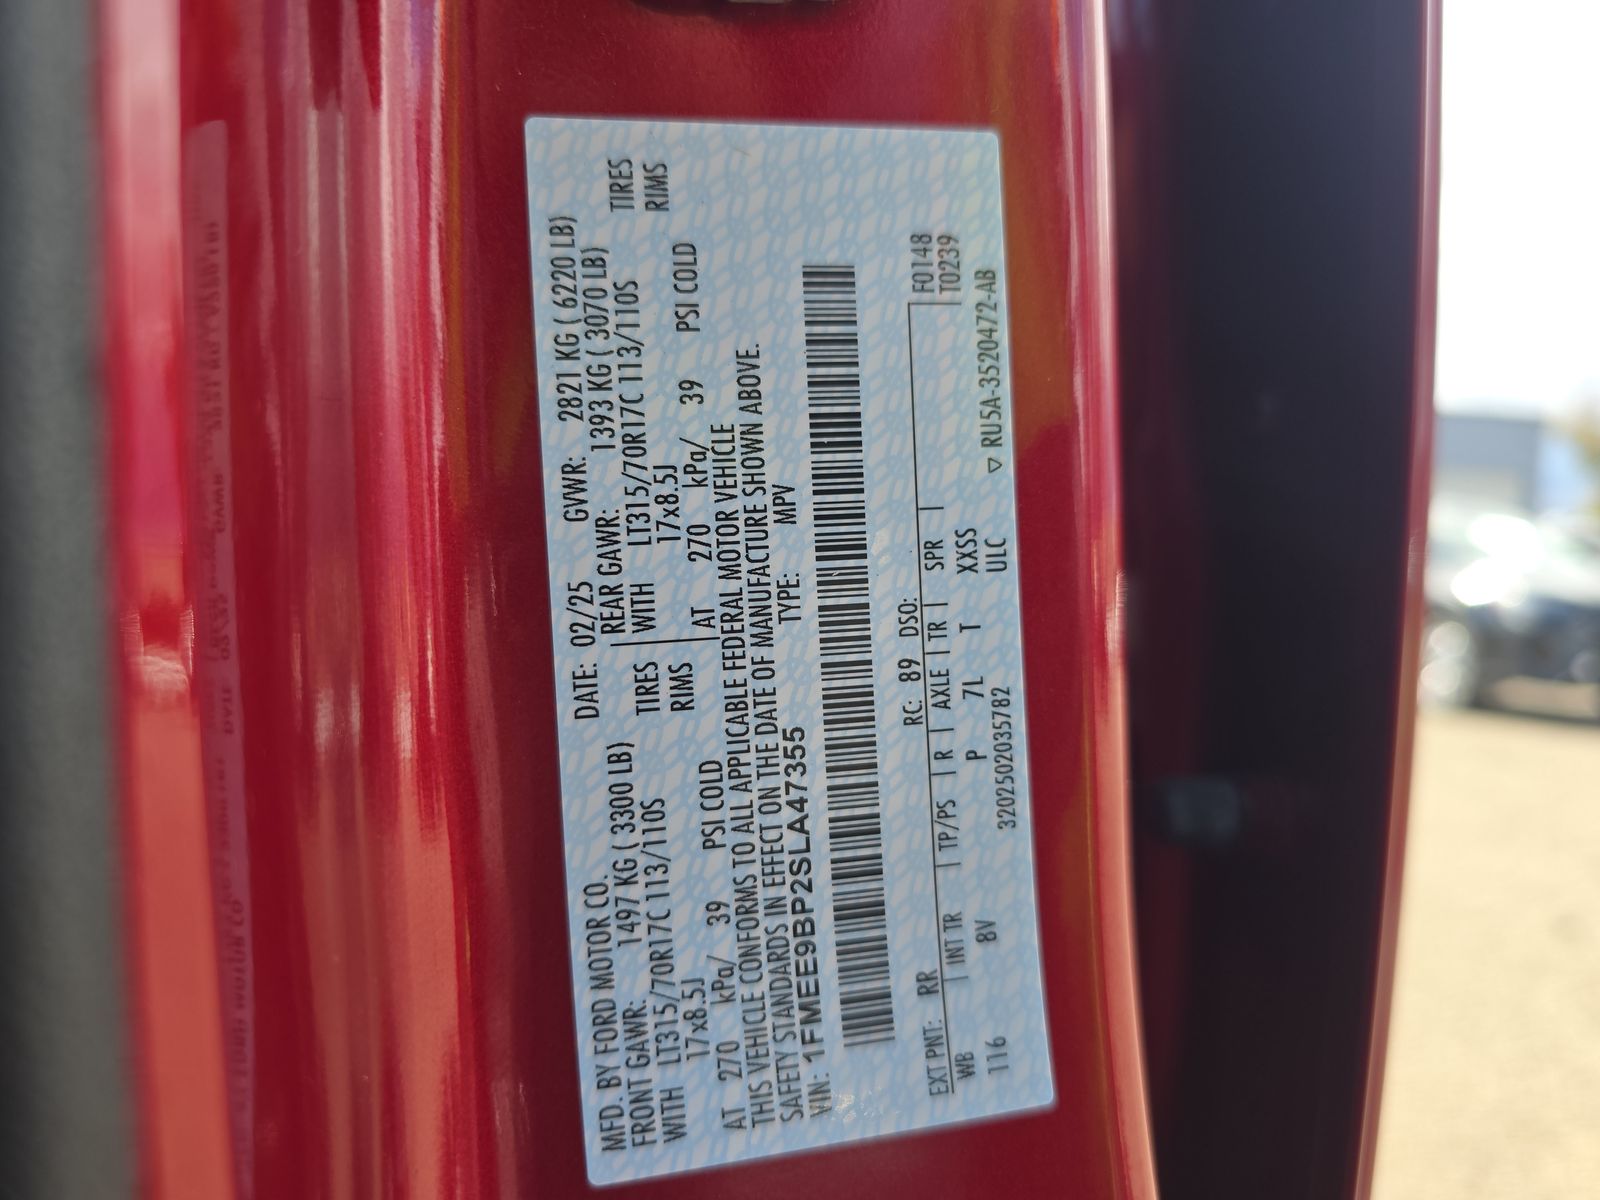 MFD. BY FORD MOTOR CO. DATE: 02/25 GVWR: 2821 KG ( 6220 LB)
FRONT GAWR: 1497 KG ( 3300 LB) REAR GAWR: 1393 KG ( 3070 LB)
WITH LT315/70R17C 113/110S TIRES WITH LT315/70R17C 113/110S TIRES
17x8.5J RIMS 17x8.5J RIMS
AT 270 kPa/ 39 PSI COLD AT 270 kPa/ 39 PSI COLD
THIS VEHICLE CONFORMS TO ALL APPLICABLE FEDERAL MOTOR VEHICLE
SAFETY STANDARDS IN EFFECT ON THE DATE OF MANUFACTURE SHOWN ABOVE.
VIN: 1FMEE9BP2SLA47355 TYPE: MPV
EXT PNT: RR RC: 89 DSO: F0148
WB INT TR TP/PS R AXLE TR SPR T0239
116 8V P 7L T XXSS
3202502035782 ULC ▽ RU5A-3520472-AB